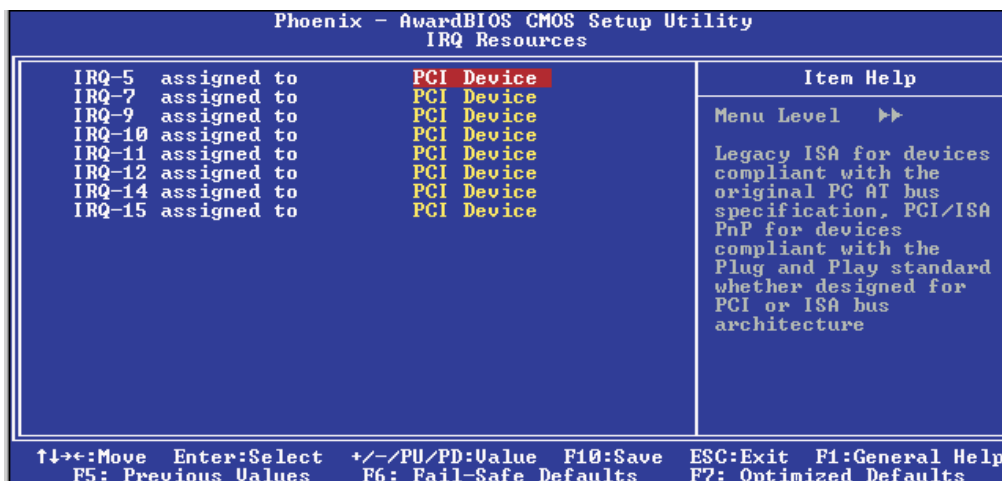 Phoenix - AwardBIOS CMOS Setup Utility
IRQ Resources
IRQ-5 assigned to PCI Device
IRQ-7 assigned to PCI Device
IRQ-9 assigned to PCI Device
IRQ-10 assigned to PCI Device
IRQ-11 assigned to PCI Device
IRQ-12 assigned to PCI Device
IRQ-14 assigned to PCI Device
IRQ-15 assigned to PCI Device
Item Help
Menu Level ▸▸
Legacy ISA for devices
compliant with the
original PC AT bus
specification, PCI/ISA
PnP for devices
compliant with the
Plug and Play standard
whether designed for
PCI or ISA bus
architecture
↑↓→←:Move Enter:Select +/-/PU/PD:Value F10:Save ESC:Exit F1:General Help
F5: Previous Values F6: Fail-Safe Defaults F7: Optimized Defaults